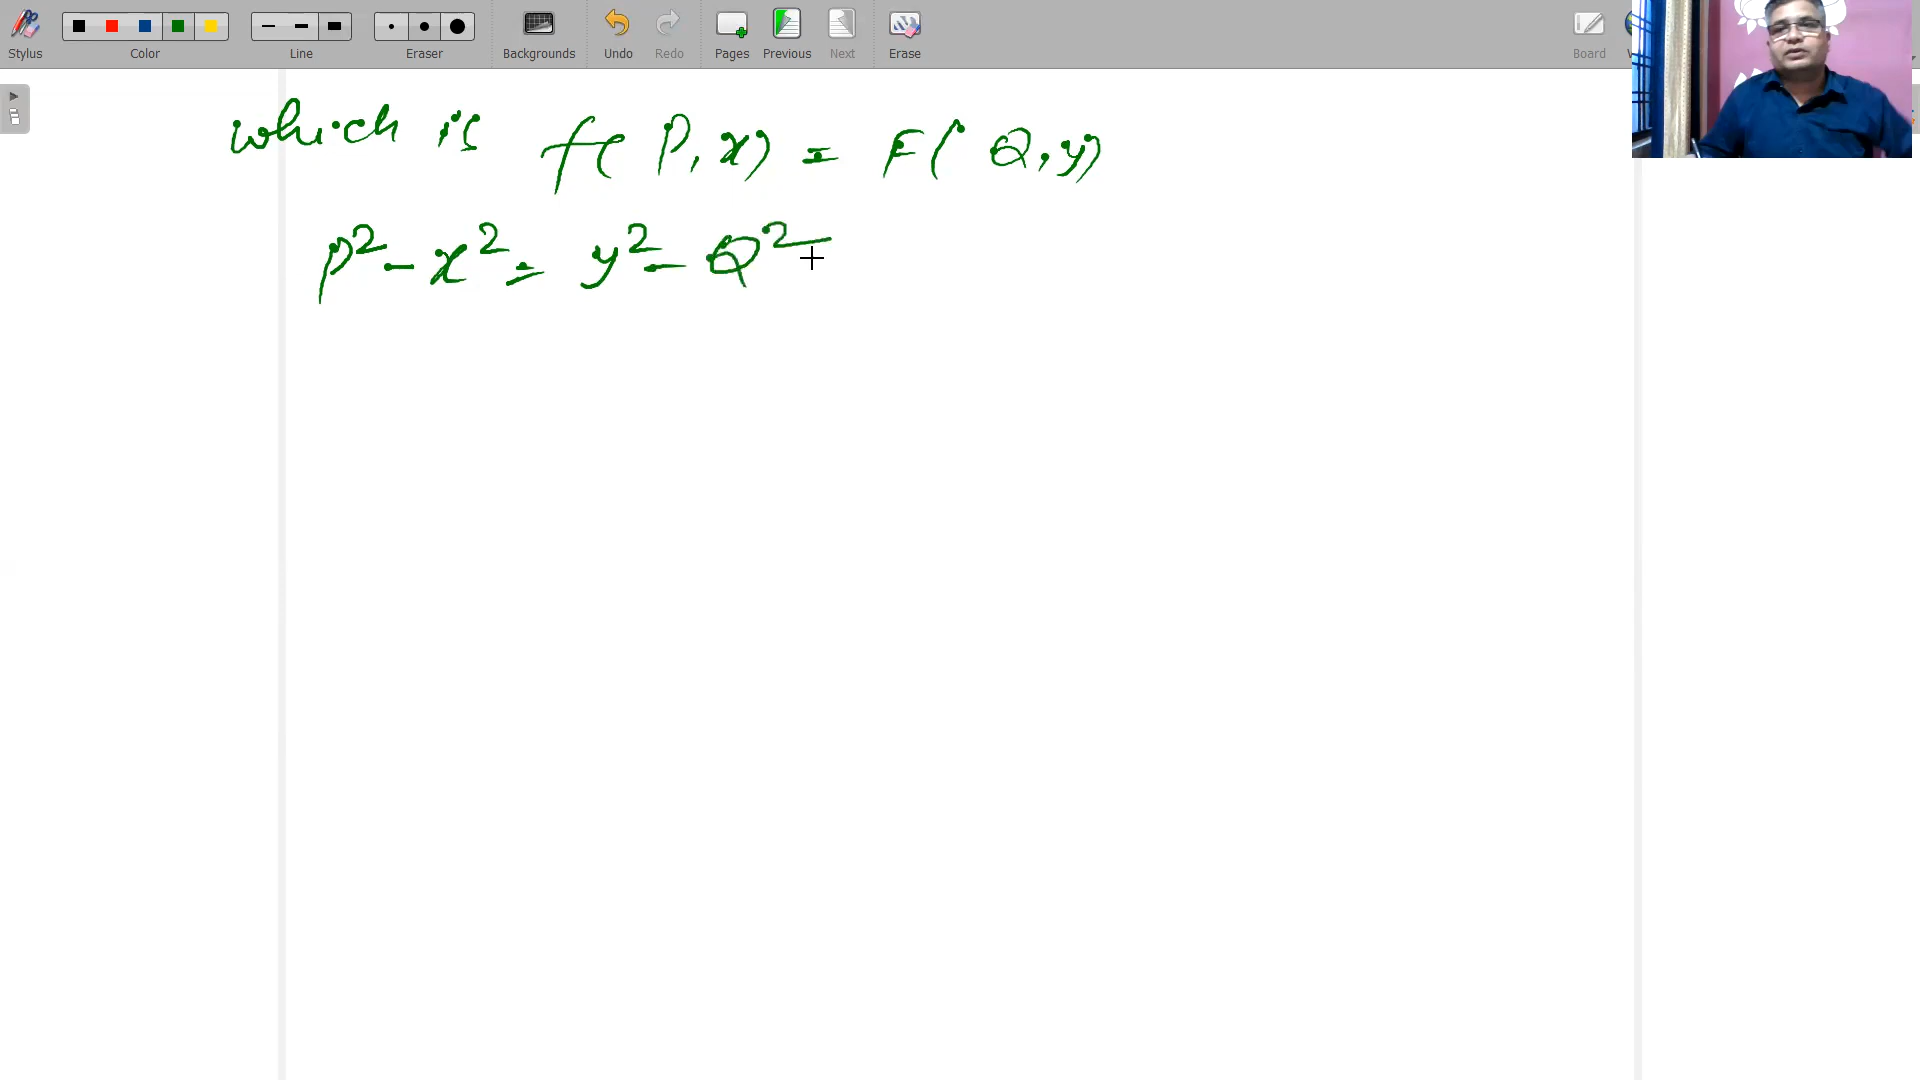 Stylus Color Line Eraser Backgrounds Undo Redo Pages Previous Next Erase Board
which is f(P, x) = F(Q, y)
P² - x² = y² - Q²